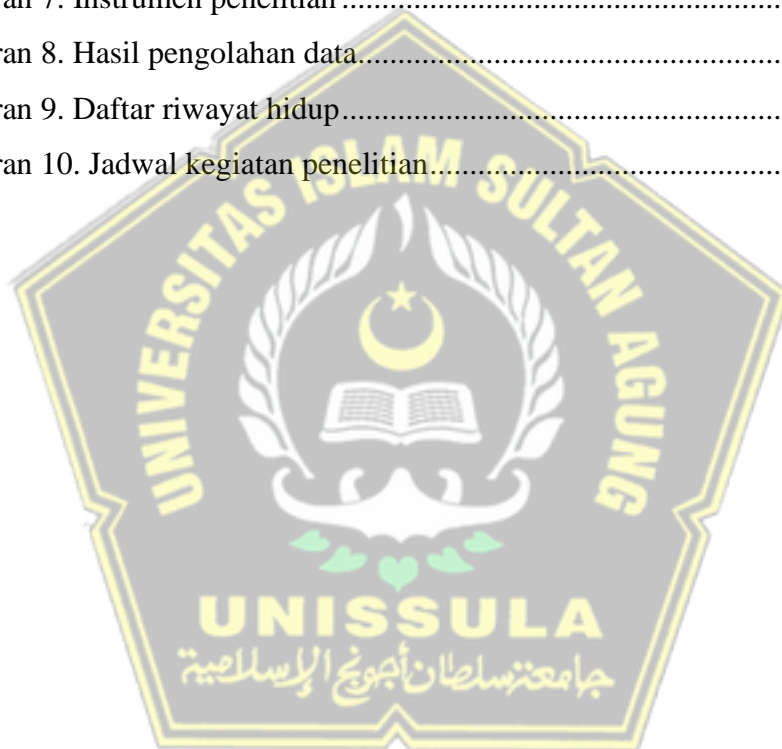 ran 7. Instrumen penelitian..................................................
ran 8. Hasil pengolahan data..................................................
ran 9. Daftar riwayat hidup..................................................
ran 10. Jadwal kegiatan penelitian..........................................
UNIVERSITAS ISLAM SULTAN AGUNG
UNISSULA
جامعة سلطان أجونج الإسلامية